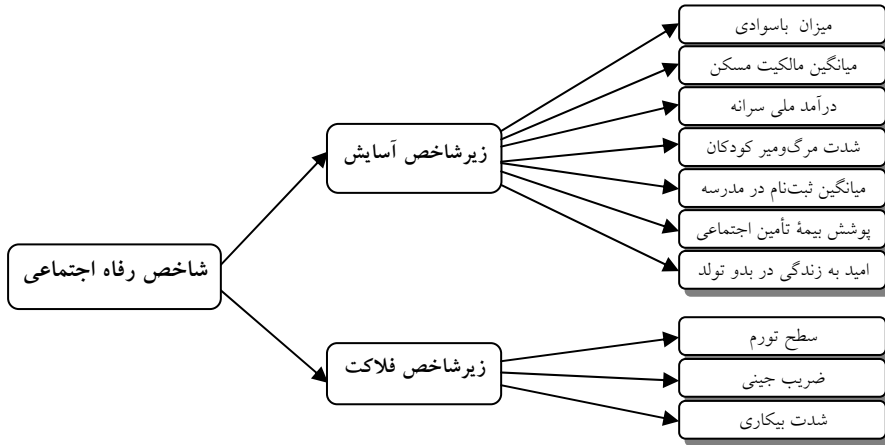 شاخص رفاه اجتماعی
زیرشاخص آسایش
میزان باسوادی
میانگین مالکیت مسکن
درآمد ملی سرانه
شدت مرگ‌ومیر کودکان
میانگین ثبت‌نام در مدرسه
پوشش بیمهٔ تأمین اجتماعی
امید به زندگی در بدو تولد
زیرشاخص فلاکت
سطح تورم
ضریب جینی
شدت بیکاری